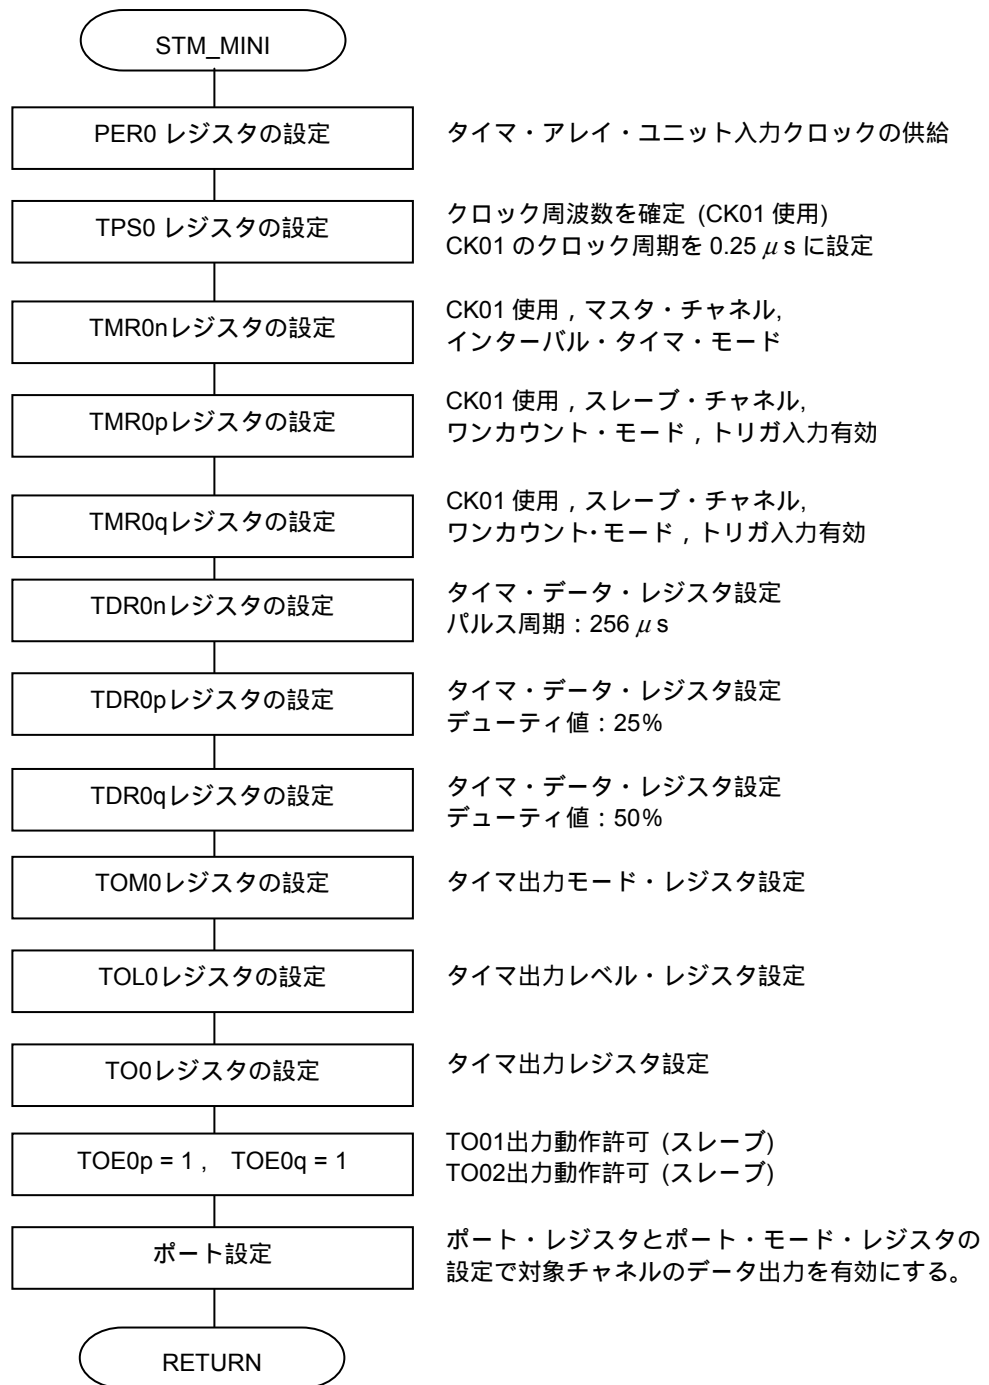 STM_MINI
PER0 レジスタの設定
タイマ・アレイ・ユニット入力クロックの供給
TPS0 レジスタの設定
クロック周波数を確定 (CK01 使用)
CK01 のクロック周期を 0.25 μs に設定
TMR0nレジスタの設定
CK01 使用，マスタ・チャネル,
インターバル・タイマ・モード
TMR0pレジスタの設定
CK01 使用，スレーブ・チャネル,
ワンカウント・モード，トリガ入力有効
TMR0qレジスタの設定
CK01 使用，スレーブ・チャネル,
ワンカウント・モード，トリガ入力有効
TDR0nレジスタの設定
タイマ・データ・レジスタ設定
パルス周期：256 μs
TDR0pレジスタの設定
タイマ・データ・レジスタ設定
デューティ値：25%
TDR0qレジスタの設定
タイマ・データ・レジスタ設定
デューティ値：50%
TOM0レジスタの設定
タイマ出力モード・レジスタ設定
TOL0レジスタの設定
タイマ出力レベル・レジスタ設定
TO0レジスタの設定
タイマ出力レジスタ設定
TOE0p = 1， TOE0q = 1
TO01出力動作許可 (スレーブ)
TO02出力動作許可 (スレーブ)
ポート設定
ポート・レジスタとポート・モード・レジスタの
設定で対象チャネルのデータ出力を有効にする。
RETURN